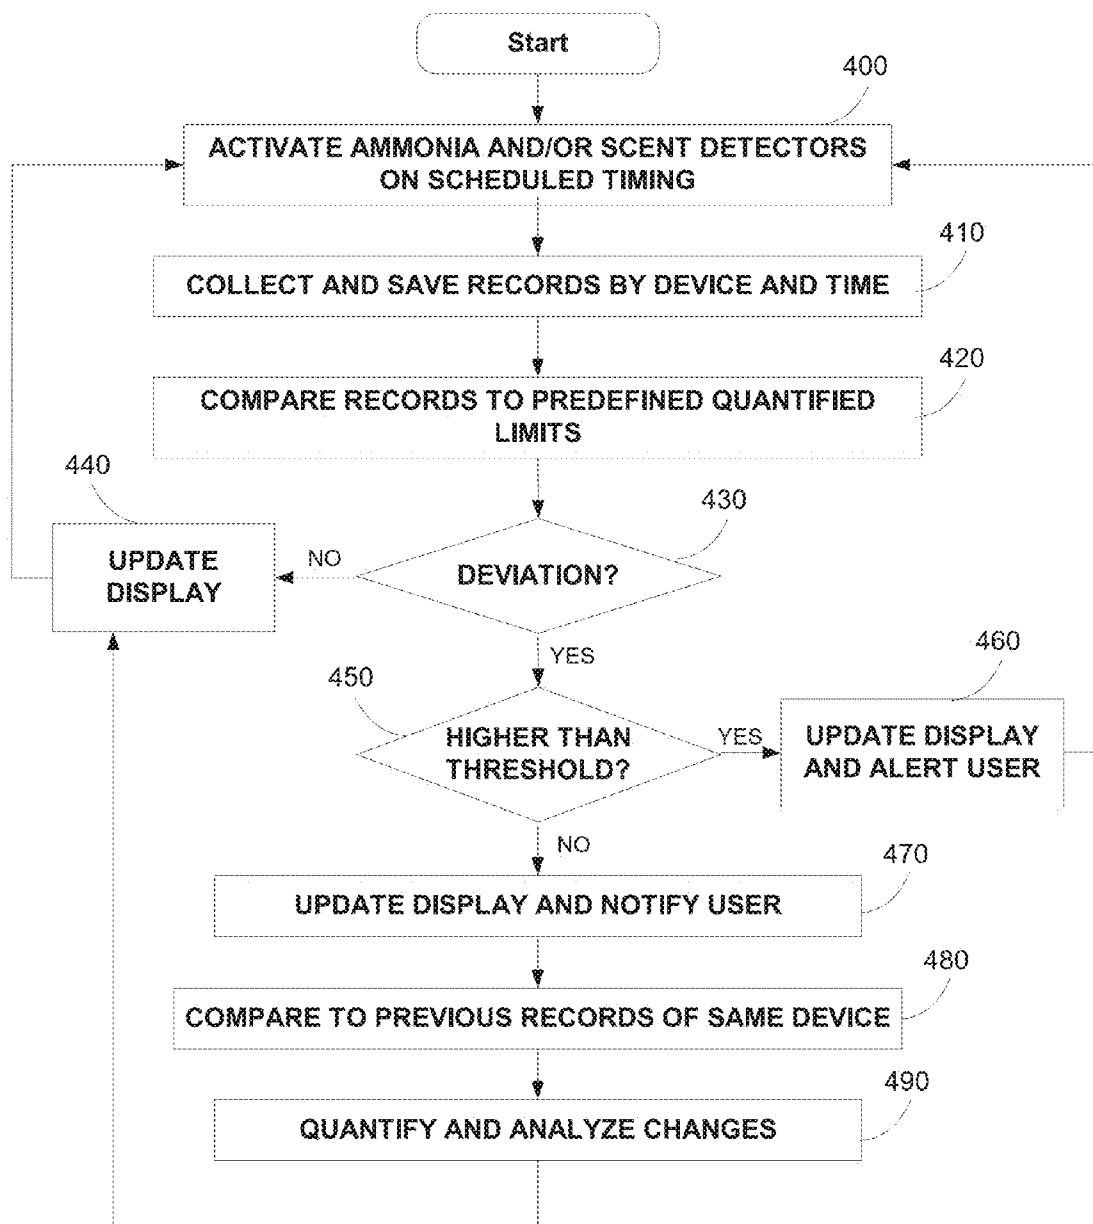 Start
400
ACTIVATE AMMONIA AND/OR SCENT DETECTORS
ON SCHEDULED TIMING
410
COLLECT AND SAVE RECORDS BY DEVICE AND TIME
420
COMPARE RECORDS TO PREDEFINED QUANTIFIED
LIMITS
440
430
UPDATE
DISPLAY
NO
DEVIATION?
YES
460
450
HIGHER THAN
THRESHOLD?
YES
UPDATE DISPLAY
AND ALERT USER
NO
470
UPDATE DISPLAY AND NOTIFY USER
480
COMPARE TO PREVIOUS RECORDS OF SAME DEVICE
490
QUANTIFY AND ANALYZE CHANGES